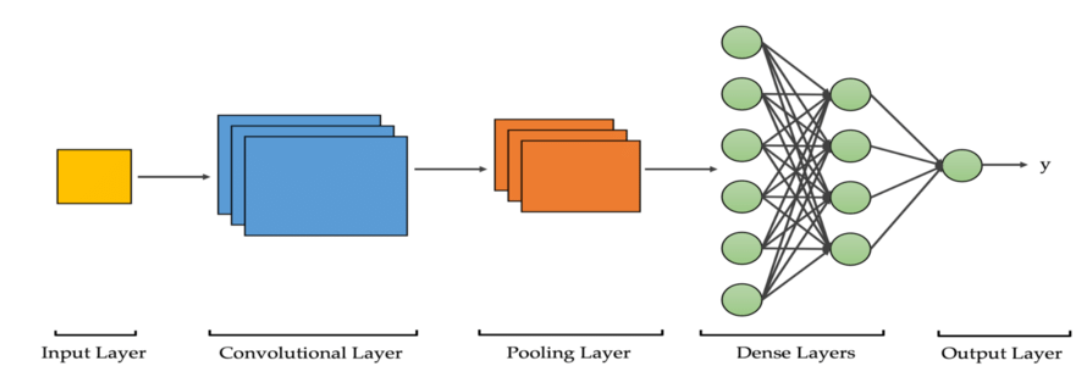 y
Input Layer
Convolutional Layer
Pooling Layer
Dense Layers
Output Layer